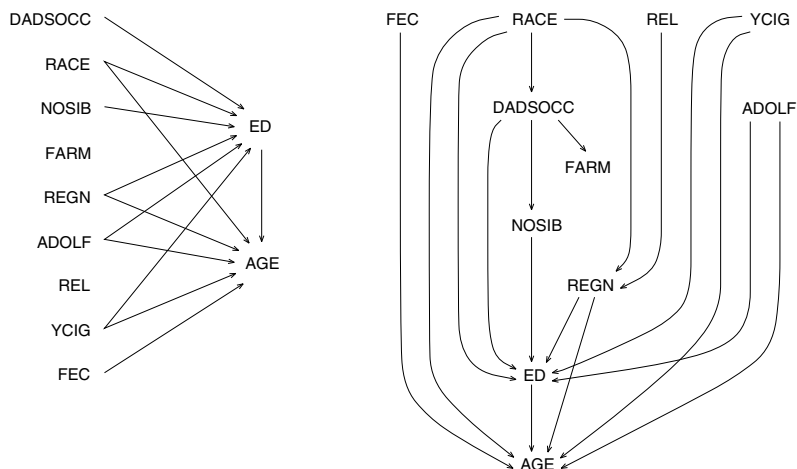 DADSOCC
RACE
NOSIB
FARM
REGN
ADOLF
REL
YCIG
FEC
ED
AGE
FEC RACE REL YCIG
DADSOCC ADOLF
FARM
NOSIB
REGN
ED
AGE